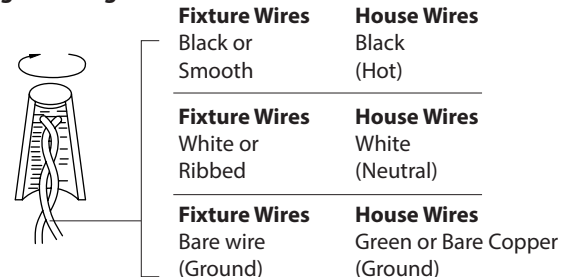 Fixture Wires House Wires
Black or Black
Smooth (Hot)
Fixture Wires House Wires
White or White
Ribbed (Neutral)
Fixture Wires House Wires
Bare wire Green or Bare Copper
(Ground) (Ground)